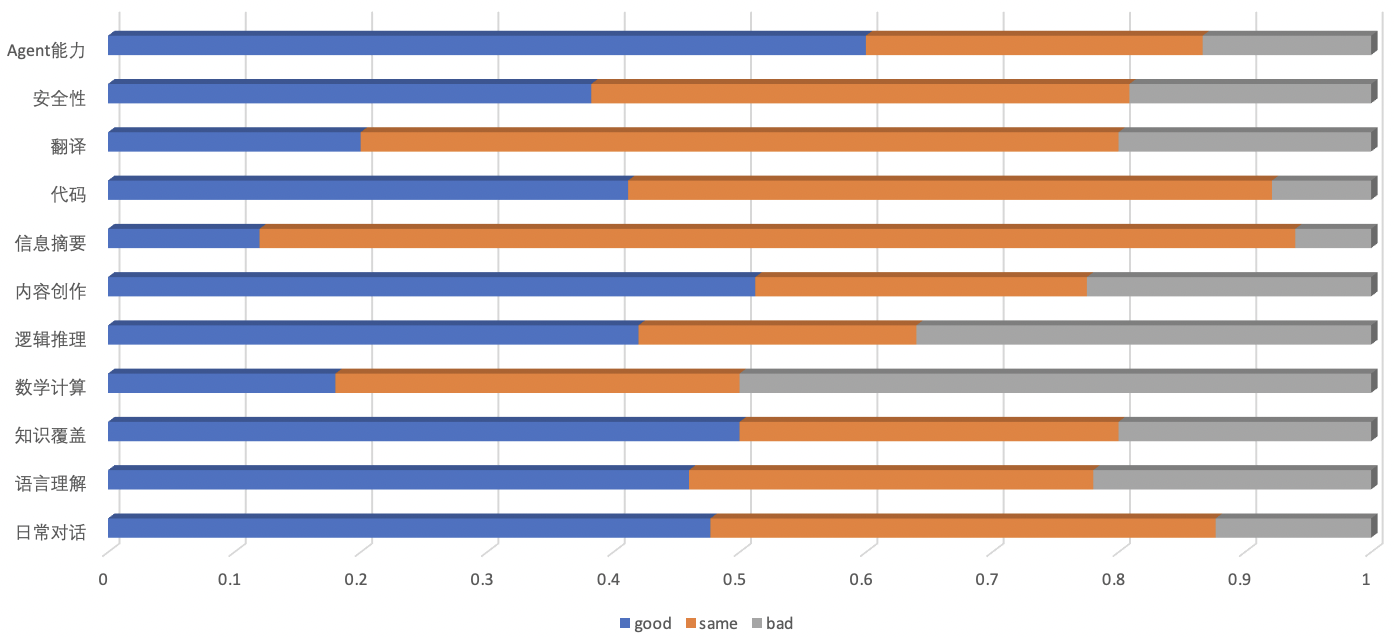 Agent能力
安全性
翻译
代码
信息摘要
内容创作
逻辑推理
数学计算
知识覆盖
语言理解
日常对话
0 0.1 0.2 0.3 0.4 0.5 0.6 0.7 0.8 0.9 1
good same bad